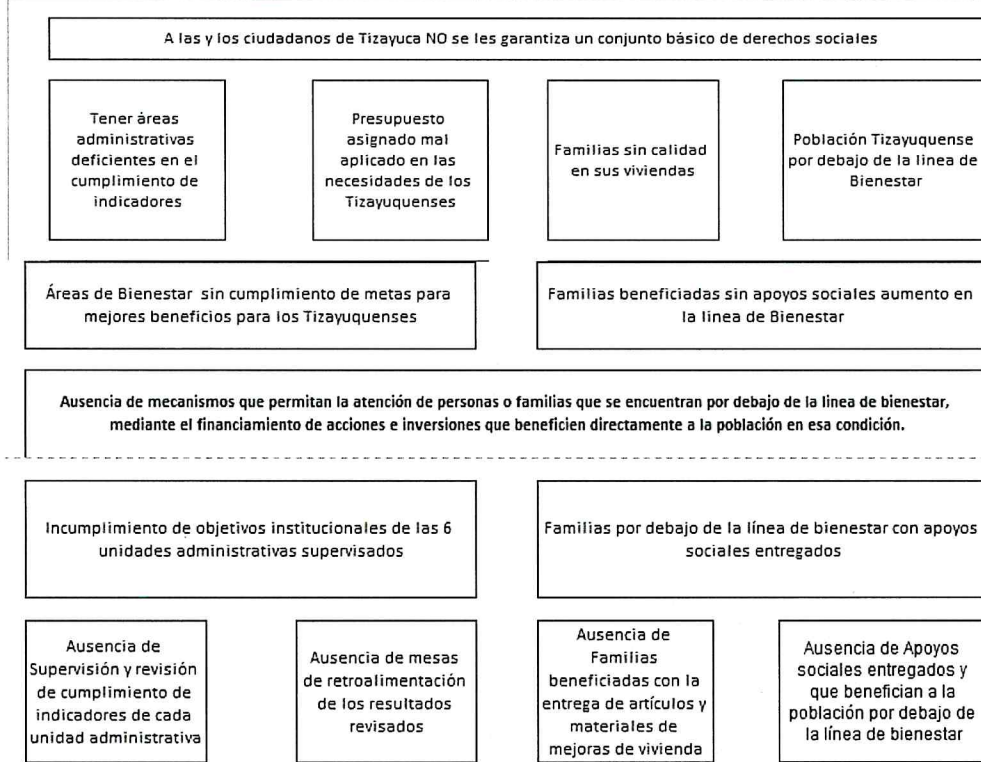 A las y los ciudadanos de Tizayuca NO se les garantiza un conjunto básico de derechos sociales
Tener áreas
administrativas
deficientes en el
cumplimiento de
indicadores
Presupuesto
asignado mal
aplicado en las
necesidades de los
Tizayuquenses
Familias sin calidad
en sus viviendas
Población Tizayuquense
por debajo de la linea de
Bienestar
Áreas de Bienestar sin cumplimiento de metas para
mejores beneficios para los Tizayuquenses
Familias beneficiadas sin apoyos sociales aumento en
la linea de Bienestar
Ausencia de mecanismos que permitan la atención de personas o familias que se encuentran por debajo de la linea de bienestar,
mediante el financiamiento de acciones e inversiones que beneficien directamente a la población en esa condición.
Incumplimiento de objetivos institucionales de las 6
unidades administrativas supervisados
Familias por debajo de la línea de bienestar con apoyos
sociales entregados
Ausencia de
Supervisión y revisión
de cumplimiento de
indicadores de cada
unidad administrativa
Ausencia de mesas
de retroalimentación
de los resultados
revisados
Ausencia de
Familias
beneficiadas con la
entrega de artículos y
materiales de
mejoras de vivienda
Ausencia de Apoyos
sociales entregados y
que benefician a la
población por debajo de
la línea de bienestar